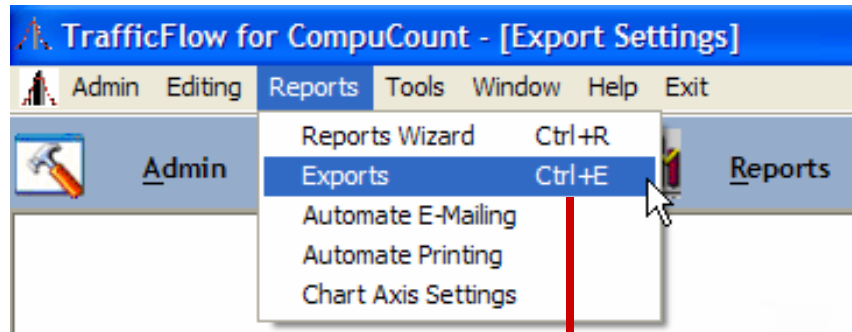 TrafficFlow for CompuCount - [Export Settings]
Admin Editing Reports Tools Window Help Exit
Reports Wizard Ctrl+R
Admin Exports Ctrl+E Reports
Automate E-Mailing
Automate Printing
Chart Axis Settings